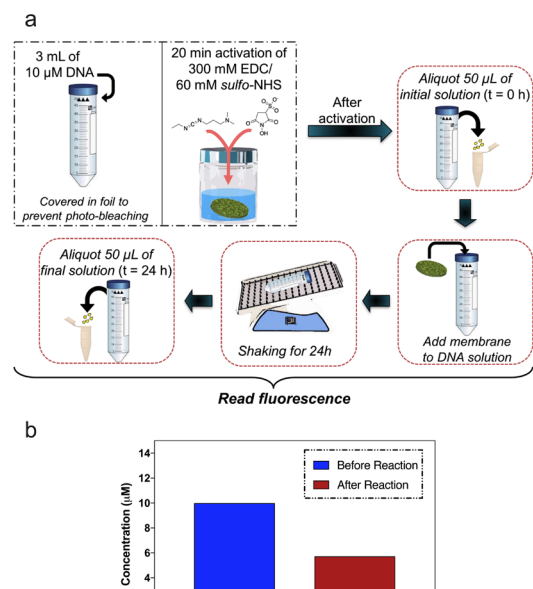 a
3 mL of
10 µM DNA
Covered in foil to
prevent photo-bleaching
20 min activation of
300 mM EDC/
60 mM sulfo-NHS
After
activation
Aliquot 50 µL of
initial solution (t = 0 h)
Aliquot 50 µL of
final solution (t = 24 h)
Shaking for 24h
Add membrane
to DNA solution
Read fluorescence
b
Concentration (µM)
14
12
10
8
6
4
Before Reaction
After Reaction